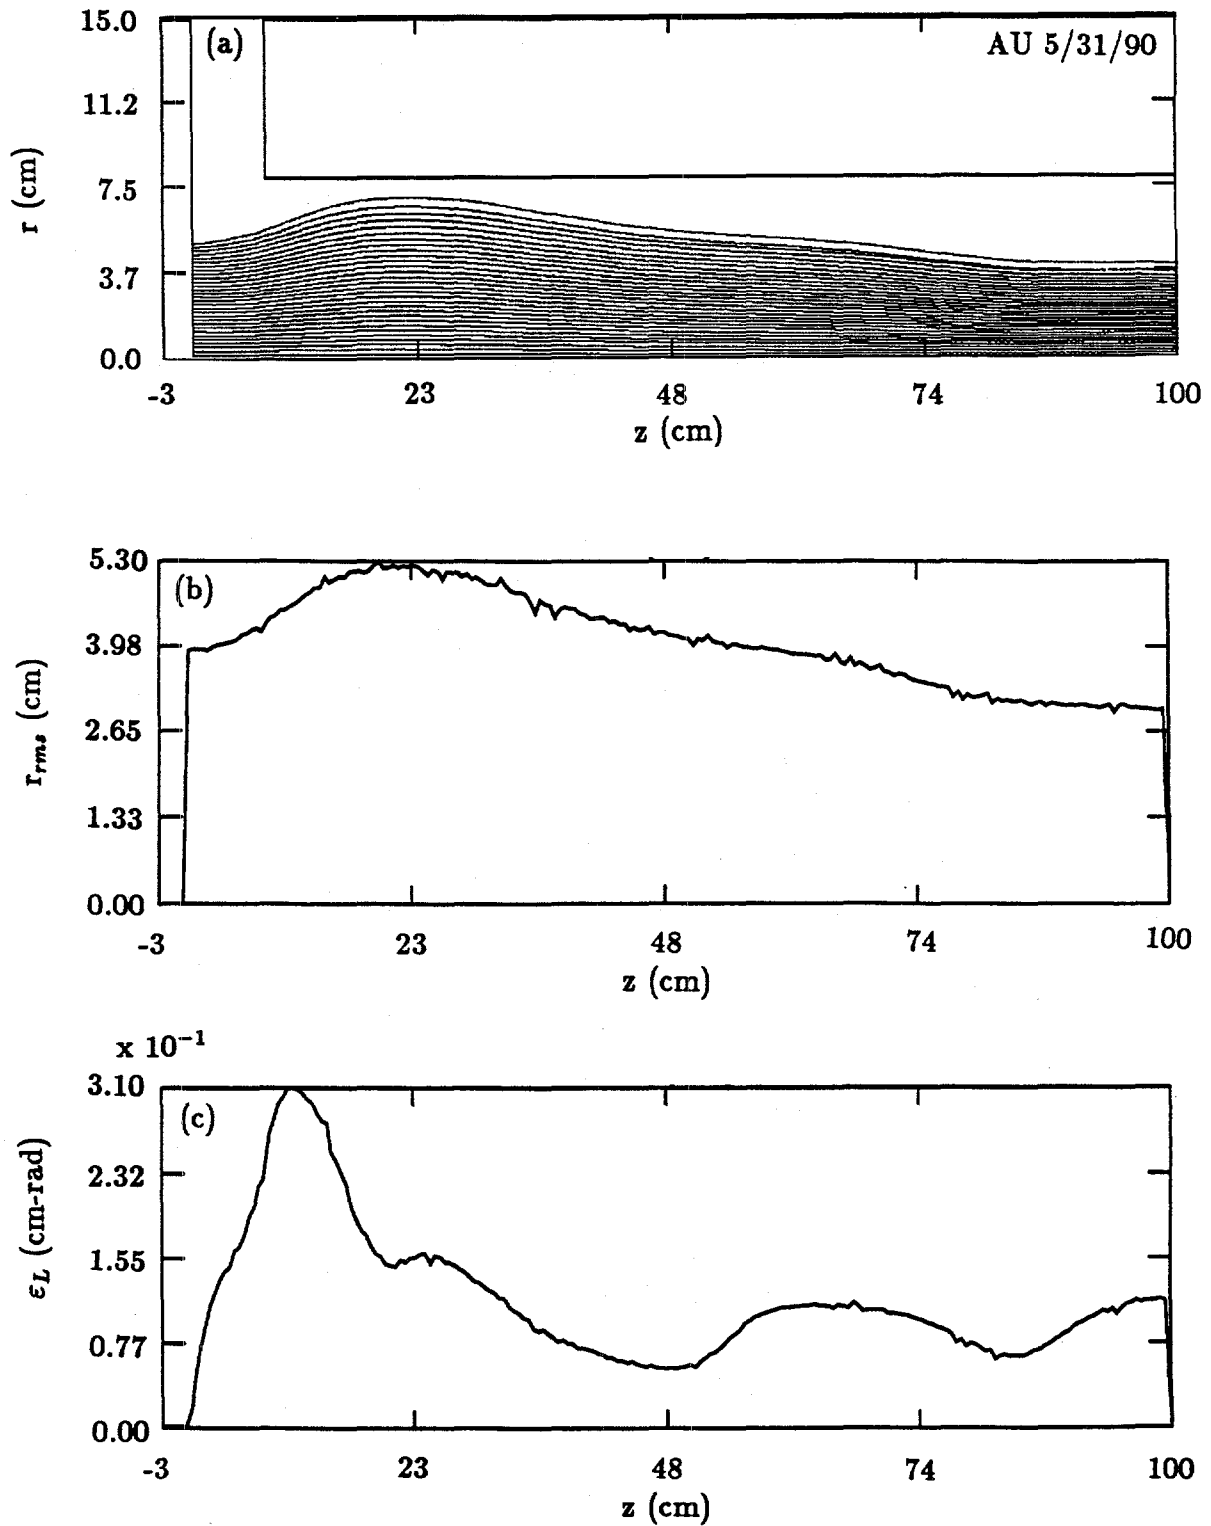 15.0
(a)
AU 5/31/90
11.2
7.5
3.7
0.0
r (cm)
-3 23 48 74 100
z (cm)
5.30
(b)
3.98
2.65
1.33
0.00
r_rms (cm)
-3 23 48 74 100
z (cm)
x 10⁻¹
3.10
(c)
2.32
1.55
0.77
0.00
ε_L (cm-rad)
-3 23 48 74 100
z (cm)